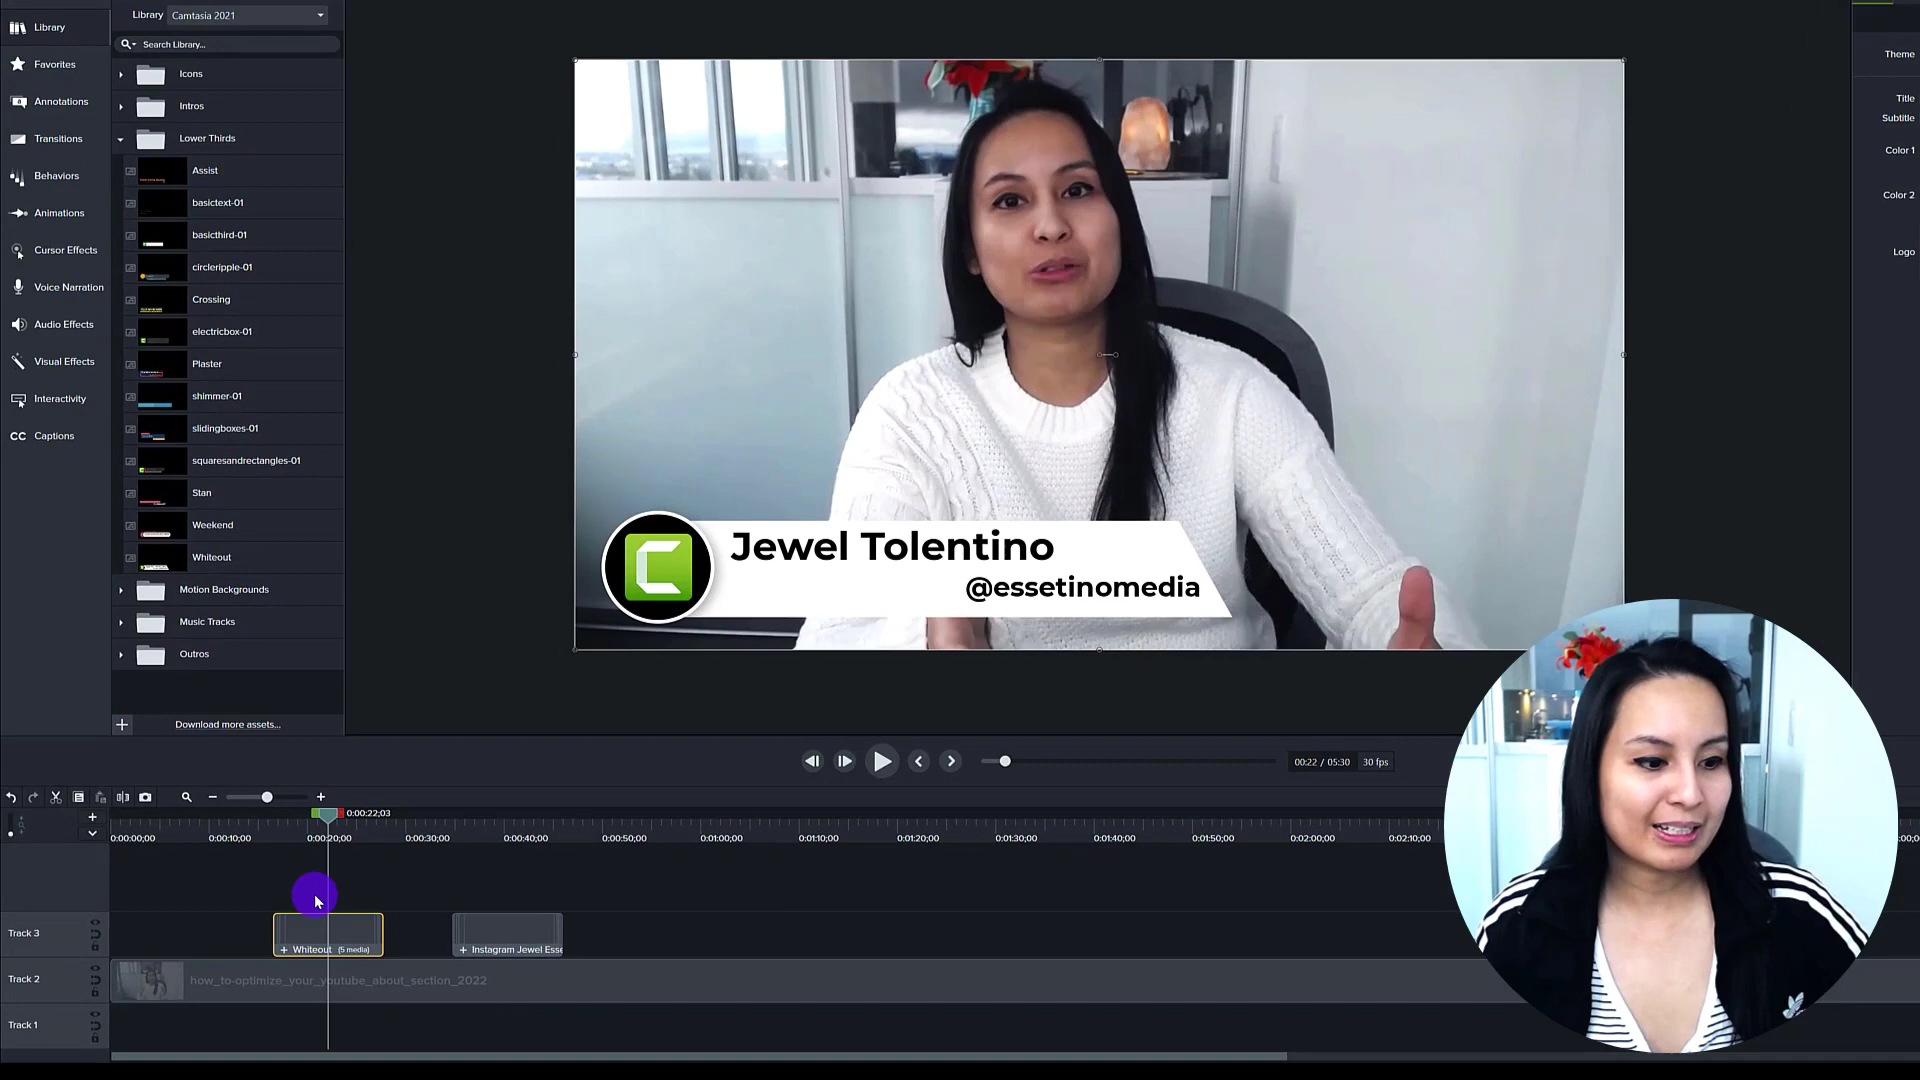 Library
Favorites
Annotations
Transitions
Behaviors
Animations
Cursor Effects
Voice Narration
Audio Effects
Visual Effects
Interactivity
CC Captions
Library Camtasia 2021
Search Library...
Icons
Intros
Lower Thirds
Assist
basictext-01
basicthird-01
circleripple-01
Crossing
electricbox-01
Plaster
shimmer-01
slidingboxes-01
squaresandrectangles-01
Stan
Weekend
Whiteout
Motion Backgrounds
Music Tracks
Outros
Download more assets...
Jewel Tolentino
@essetinomedia
Theme
Title
Subtitle
Color 1
Color 2
Logo
00:22 / 05:30 30 fps
0:00:22;03
0:00:00;00 0:00:10;00 0:00:20;00 0:00:30;00 0:00:40;00 0:00:50;00 0:01:00;00 0:01:10;00 0:01:20;00 0:01:30;00 0:01:40;00 0:01:50;00 0:02:00;00 0:02:10;00
Track 3
+ Whiteout (5 media) + Instagram Jewel Esse
Track 2 how_to-optimize_your_youtube_about_section_2022
Track 1